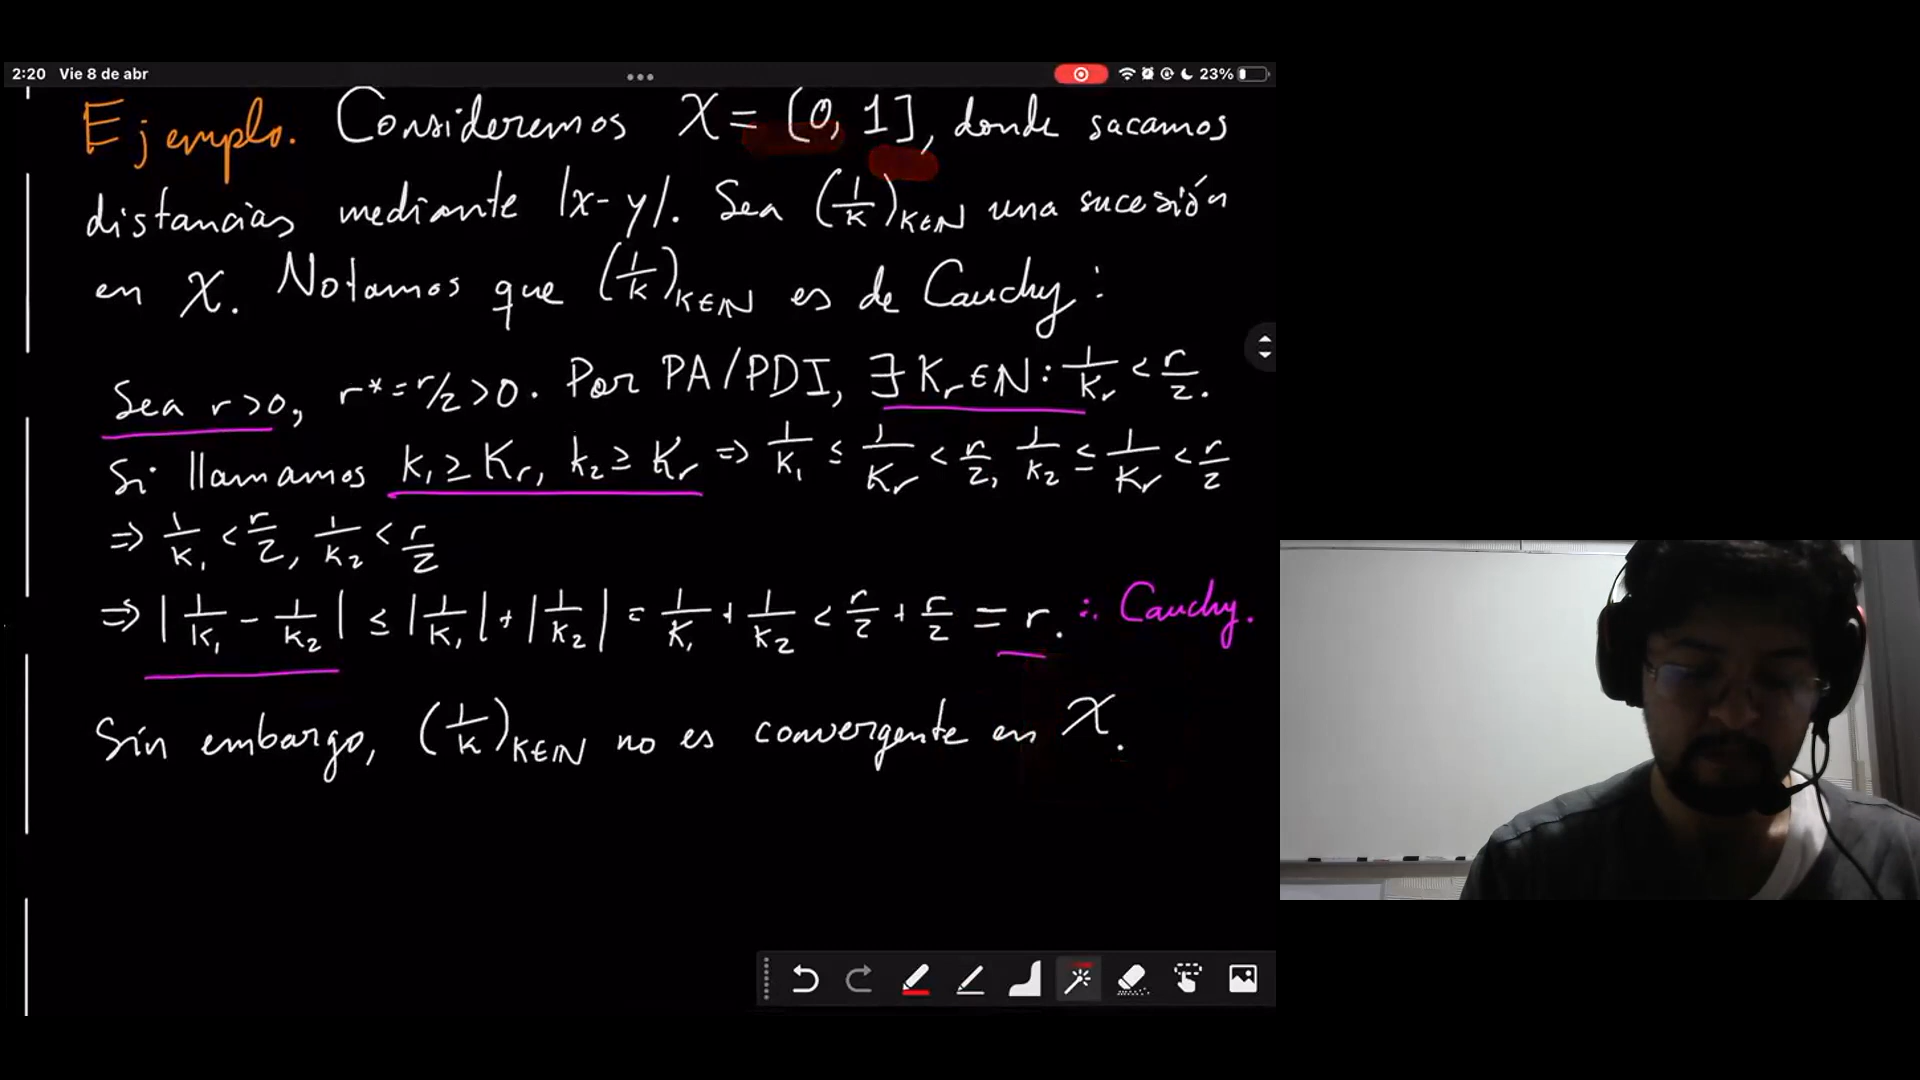 2:20 Vie 8 de abr
23%
Ejemplo. Consideremos X = (0, 1], donde sacamos
distancias mediante |x-y|. Sea (1/k)k∈ℕ una sucesión
en X. Notamos que (1/k)k∈ℕ es de Cauchy:
Sea r>0, r*=r/2>0. Por PA/PDI, ∃ Kr∈ℕ: 1/Kr < r/2.
Si llamamos k₁ ≥ Kr, k₂ ≥ Kr ⇒ 1/k₁ ≤ 1/Kr < r/2, 1/k₂ ≤ 1/Kr < r/2
⇒ 1/k₁ < r/2, 1/k₂ < r/2
⇒ |1/k₁ - 1/k₂| ≤ |1/k₁| + |1/k₂| = 1/k₁ + 1/k₂ < r/2 + r/2 = r. ∴ Cauchy.
Sin embargo, (1/k)k∈ℕ no es convergente en X.